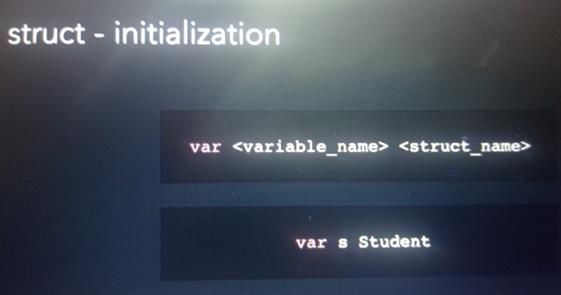 struct - initialization
var <variable_name> <struct_name>
var s Student